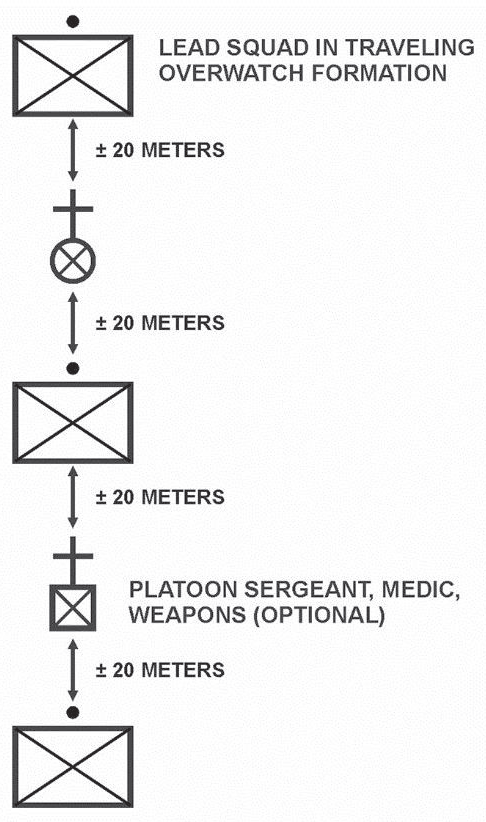 LEAD SQUAD IN TRAVELING
OVERWATCH FORMATION
± 20 METERS
± 20 METERS
± 20 METERS
PLATOON SERGEANT, MEDIC,
WEAPONS (OPTIONAL)
± 20 METERS